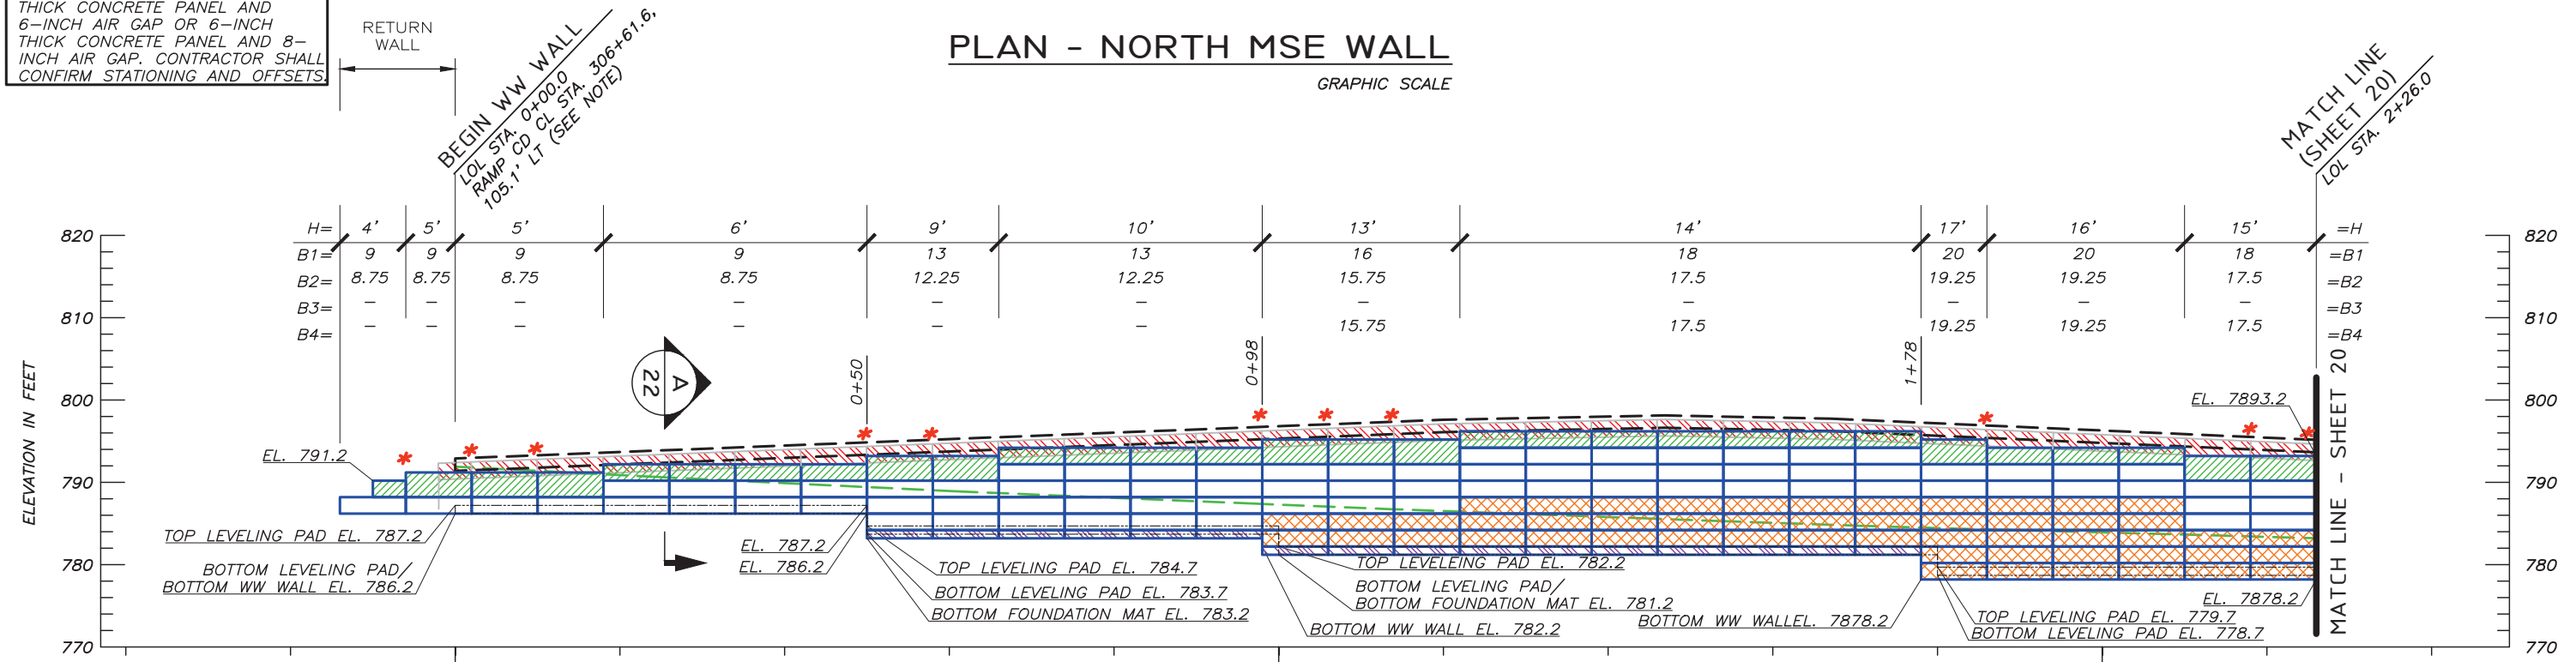 THICK CONCRETE PANEL AND
6-INCH AIR GAP OR 6-INCH
THICK CONCRETE PANEL AND 8-
INCH AIR GAP. CONTRACTOR SHALL
CONFIRM STATIONING AND OFFSETS.
RETURN
WALL
BEGIN WW WALL
LOL STA. 0+00.0
RAMP CD CL STA. 306+61.6,
105.1' LT (SEE NOTE)
PLAN - NORTH MSE WALL
GRAPHIC SCALE
MATCH LINE
(SHEET 20)
LOL STA. 2+26.0
H= 4' 5' 5' 6' 9' 10' 13' 14' 17' 16' 15' =H
B1= 9 9 9 9 13 13 16 18 20 20 18 =B1
B2= 8.75 8.75 8.75 8.75 12.25 12.25 15.75 17.5 19.25 19.25 17.5 =B2
B3= - - - - - - - - - - - =B3
B4= - - - - - - 15.75 17.5 19.25 19.25 17.5 =B4
820
810
800
790
780
770
ELEVATION IN FEET
820
810
800
790
780
770
A
22
0+50
0+98
1+78
EL. 791.2
EL. 7893.2
TOP LEVELING PAD EL. 787.2
BOTTOM LEVELING PAD/
BOTTOM WW WALL EL. 786.2
EL. 787.2
EL. 786.2
TOP LEVELING PAD EL. 784.7
BOTTOM LEVELING PAD EL. 783.7
BOTTOM FOUNDATION MAT EL. 783.2
TOP LEVELEING PAD EL. 782.2
BOTTOM LEVELING PAD/
BOTTOM FOUNDATION MAT EL. 781.2
BOTTOM WW WALL EL. 782.2
BOTTOM WW WALLEL. 7878.2
EL. 7878.2
TOP LEVELING PAD EL. 779.7
BOTTOM LEVELING PAD EL. 778.7
MATCH LINE - SHEET 20